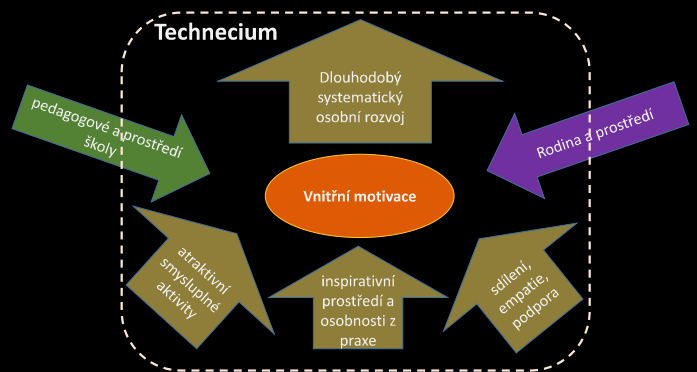 Technecium
Dlouhodobý
systematický
osobní rozvoj
pedagogové a prostředí
školy
Rodina a prostředí
Vnitřní motivace
atraktivní
smysluplné
aktivity
inspirativní
prostředí a
osobnosti z
praxe
sdílení,
empatie,
podpora